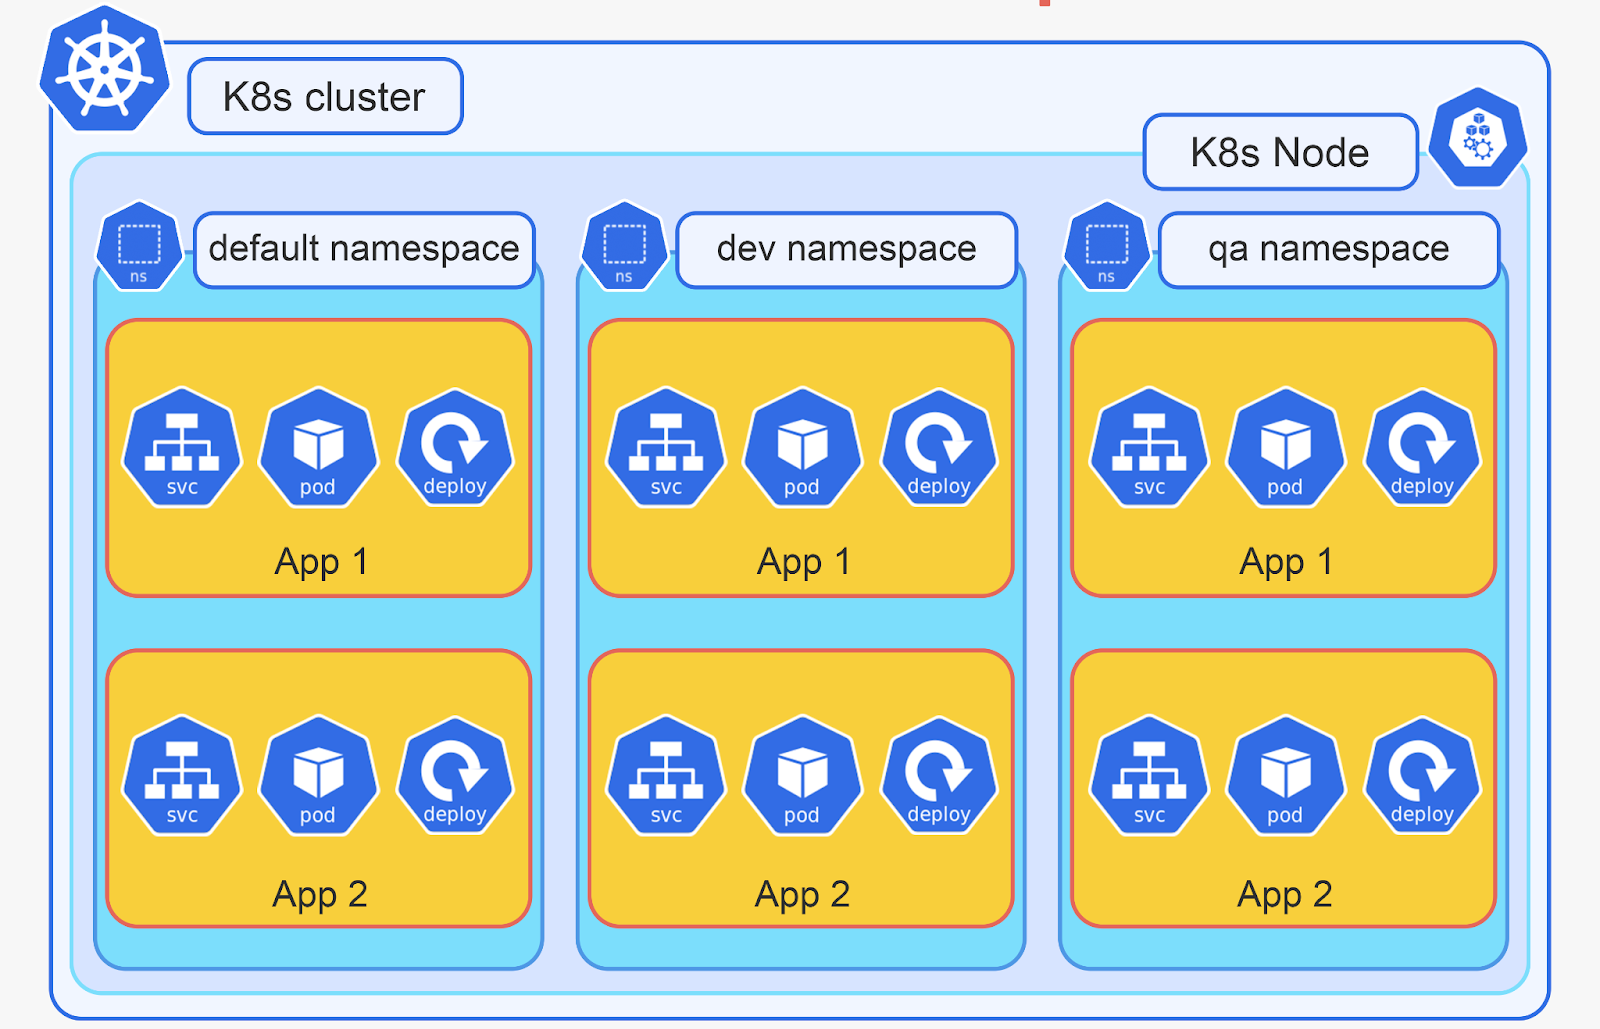 K8s cluster
K8s Node
ns
default namespace
ns
dev namespace
ns
qa namespace
svc pod deploy
App 1
svc pod deploy
App 1
svc pod deploy
App 1
svc pod deploy
App 2
svc pod deploy
App 2
svc pod deploy
App 2